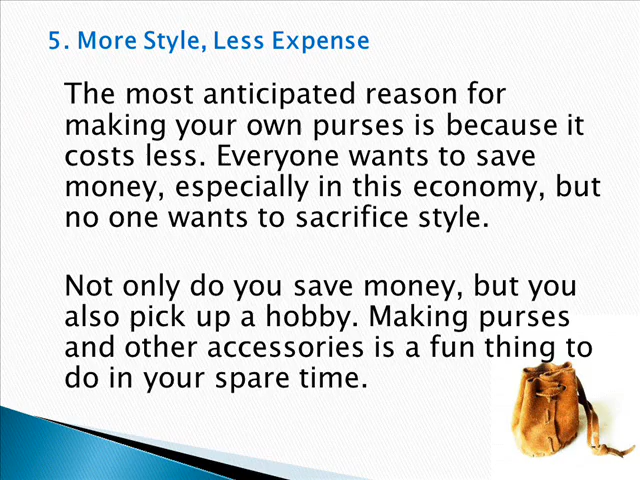 5. More Style, Less Expense
The most anticipated reason for
making your own purses is because it
costs less. Everyone wants to save
money, especially in this economy, but
no one wants to sacrifice style.
Not only do you save money, but you
also pick up a hobby. Making purses
and other accessories is a fun thing to
do in your spare time.